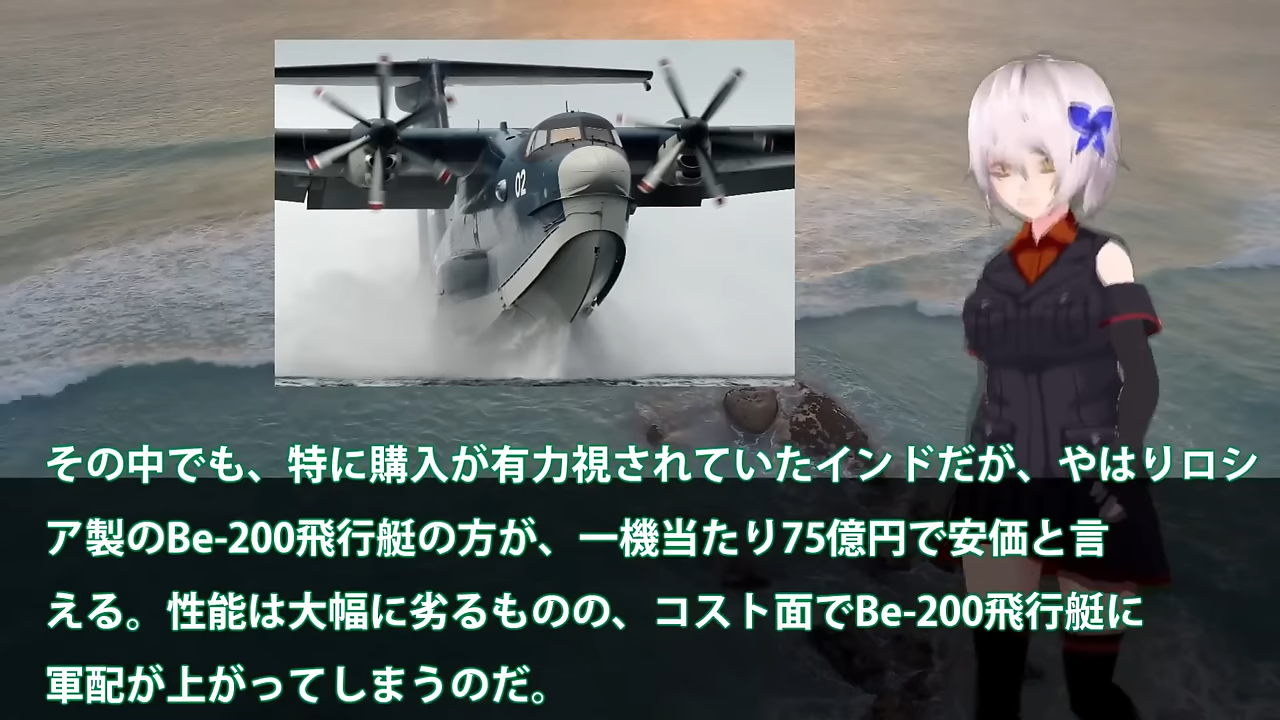 02
その中でも、特に購入が有力視されていたインドだが、やはりロシ
ア製のBe-200飛行艇の方が、一機当たり75億円で安価と言
える。性能は大幅に劣るものの、コスト面でBe-200飛行艇に
軍配が上がってしまうのだ。